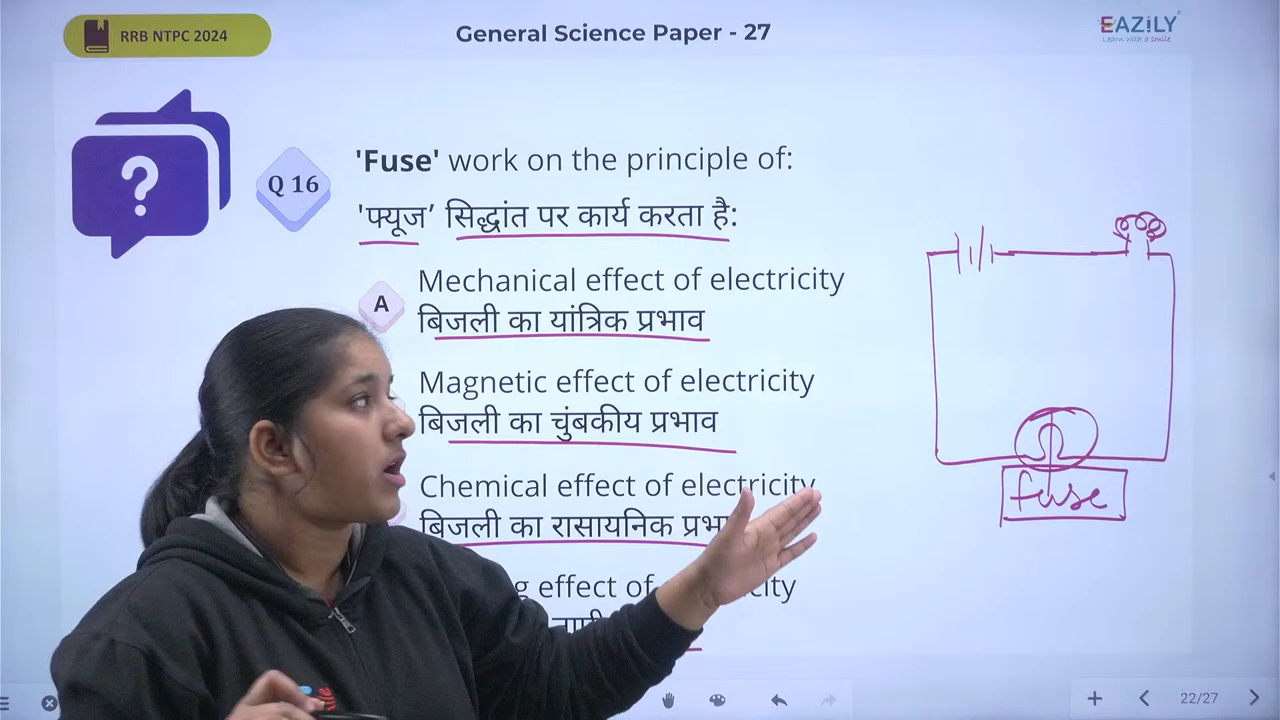 RRB NTPC 2024
General Science Paper - 27
EAZILY
Learn with a smile
Q 16
'Fuse' work on the principle of:
'फ्यूज’ सिद्धांत पर कार्य करता है:
A
Mechanical effect of electricity
बिजली का यांत्रिक प्रभाव
Magnetic effect of electricity
बिजली का चुंबकीय प्रभाव
Chemical effect of electricity
बिजली का रासायनिक
effect of
fuse
22/27